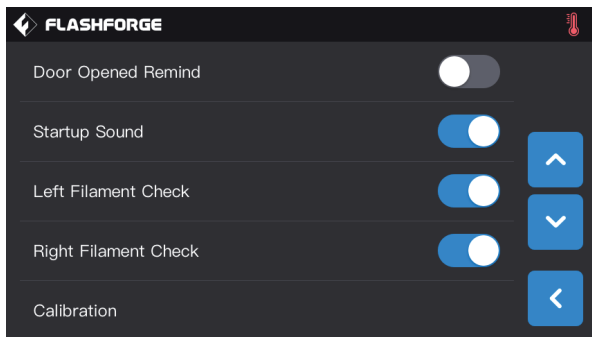 FLASHFORGE
Door Opened Remind
Startup Sound
Left Filament Check
Right Filament Check
Calibration